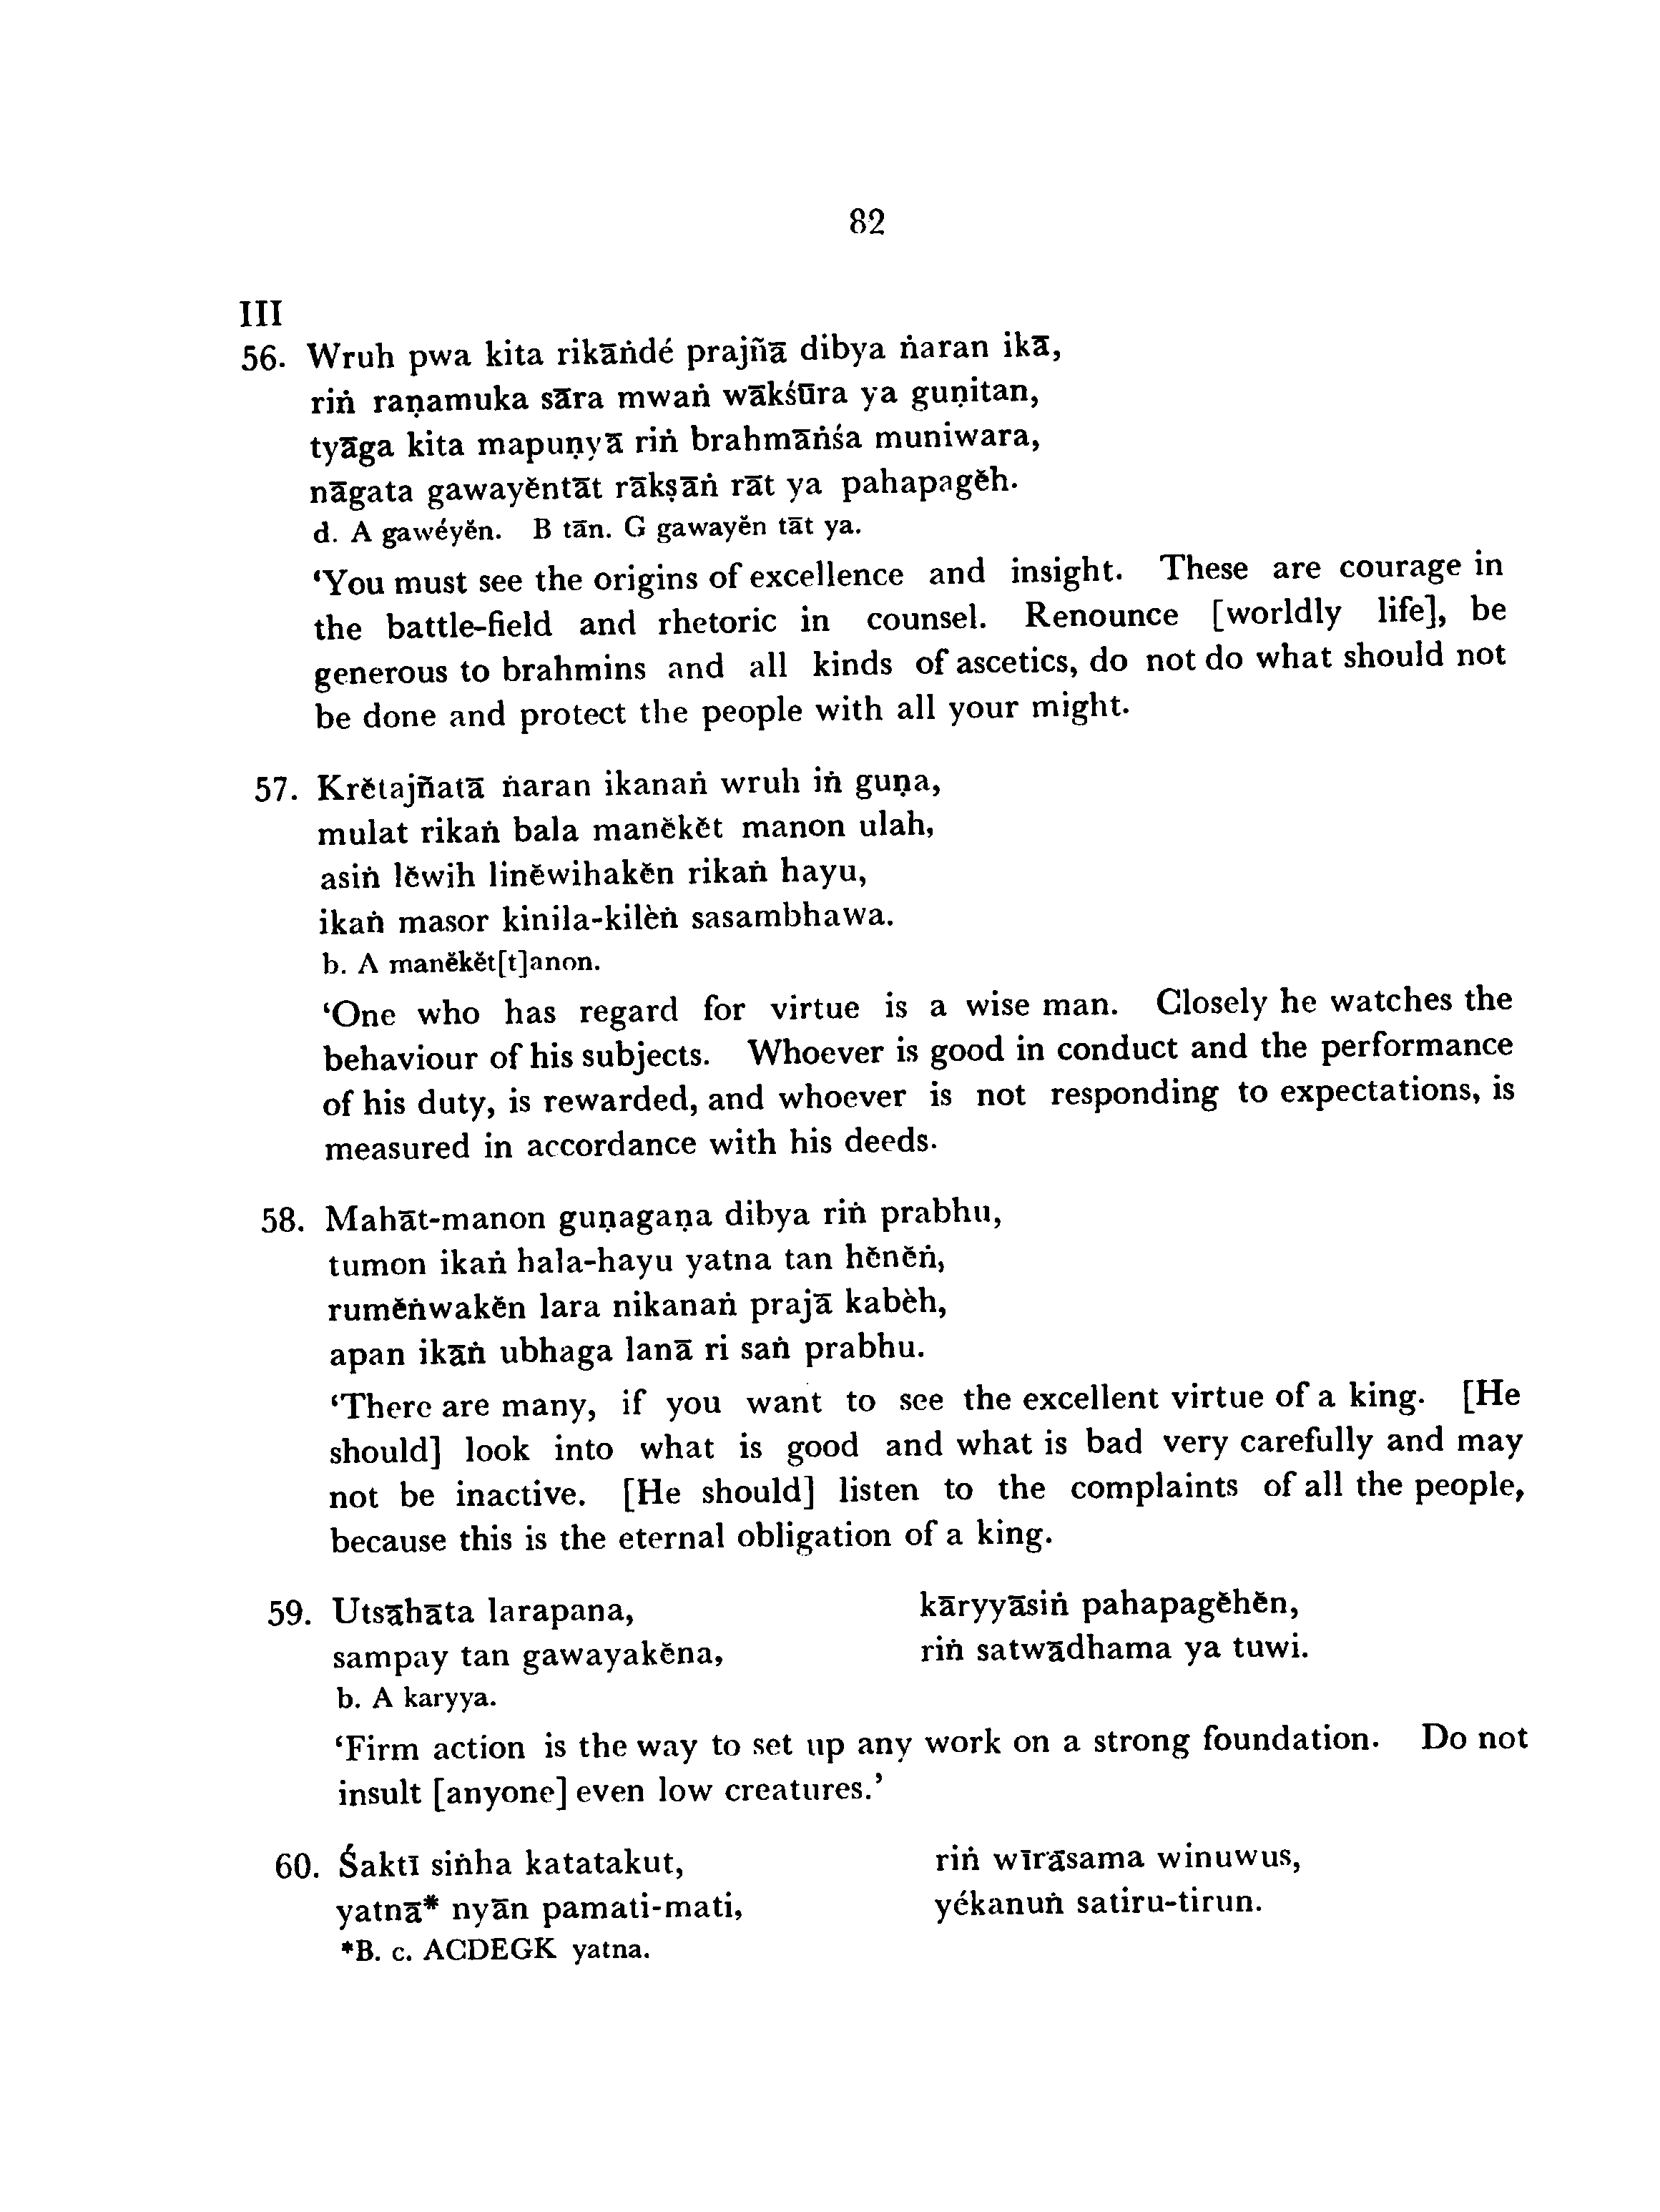 82
III
56. Wruh pwa kita rikāṅdé prajñā dibya ṅaran ikā,
riṅ raṇamuka sāra mwaṅ wākśūra ya guṇitan,
tyāga kita mapuṇyā riṅ brahmāṅśa muniwara,
nāgata gawayĕntāt rākṣāṅ rāt ya pahapagĕh.
d. A gawéyĕn. B tān. G gawayĕn tāt ya.
‘You must see the origins of excellence and insight. These are courage in
the battle-field and rhetoric in counsel. Renounce [worldly life], be
generous to brahmins and all kinds of ascetics, do not do what should not
be done and protect the people with all your might.
57. Krĕtajñatā ṅaran ikanaṅ wruh iṅ guṇa,
mulat rikaṅ bala manĕkĕt manon ulah,
asiṅ lĕwih linĕwihakĕn rikaṅ hayu,
ikaṅ masor kinila-kilèṅ sasambhawa.
b. A manĕkĕt[t]anon.
‘One who has regard for virtue is a wise man. Closely he watches the
behaviour of his subjects. Whoever is good in conduct and the performance
of his duty, is rewarded, and whoever is not responding to expectations, is
measured in accordance with his deeds.
58. Mahāt-manon guṇagaṇa dibya riṅ prabhu,
tumon ikaṅ hala-hayu yatna tan hĕnĕṅ,
rumĕṅwakĕn lara nikanaṅ prajā kabèh,
apan ikāṅ ubhaga lanā ri saṅ prabhu.
‘There are many, if you want to see the excellent virtue of a king. [He
should] look into what is good and what is bad very carefully and may
not be inactive. [He should] listen to the complaints of all the people,
because this is the eternal obligation of a king.
59. Utsāhāta larapana, kāryyāsiṅ pahapagĕhĕn,
sampay tan gawayakĕna, riṅ satwādhama ya tuwi.
b. A karyya.
‘Firm action is the way to set up any work on a strong foundation. Do not
insult [anyone] even low creatures.’
60. Śaktī siṅha katatakut, riṅ wīrāsama winuwus,
yatnā* nyān pamati-mati, yékanuṅ satiru-tirun.
*B. c. ACDEGK yatna.